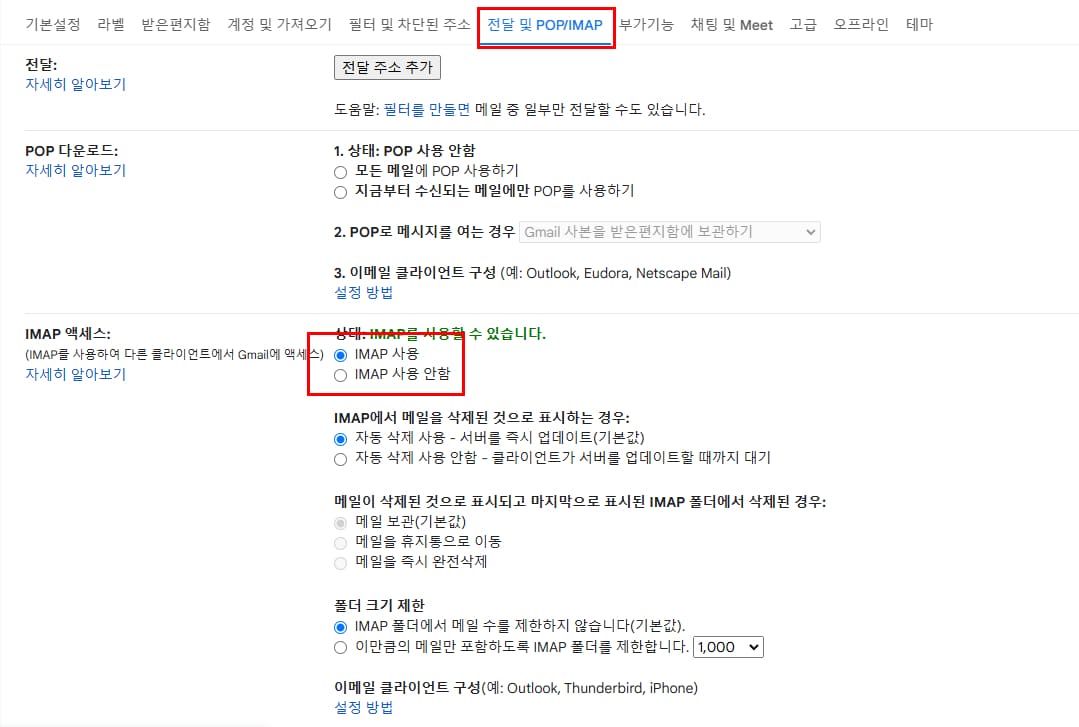 기본설정 라벨 받은편지함 계정 및 가져오기 필터 및 차단된 주소 전달 및 POP/IMAP 부가기능 채팅 및 Meet 고급 오프라인 테마
전달:
전달 주소 추가
자세히 알아보기
도움말: 필터를 만들면 메일 중 일부만 전달할 수도 있습니다.
POP 다운로드:
자세히 알아보기
1. 상태: POP 사용 안함
모든 메일에 POP 사용하기
지금부터 수신되는 메일에만 POP를 사용하기
2. POP로 메시지를 여는 경우 Gmail 사본을 받은편지함에 보관하기
3. 이메일 클라이언트 구성 (예: Outlook, Eudora, Netscape Mail)
설정 방법
IMAP 액세스:
(IMAP를 사용하여 다른 클라이언트에서 Gmail에 액세스)
자세히 알아보기
상태: IMAP를 사용할 수 있습니다.
IMAP 사용
IMAP 사용 안함
IMAP에서 메일을 삭제된 것으로 표시하는 경우:
자동 삭제 사용 - 서버를 즉시 업데이트(기본값)
자동 삭제 사용 안함 - 클라이언트가 서버를 업데이트할 때까지 대기
메일이 삭제된 것으로 표시되고 마지막으로 표시된 IMAP 폴더에서 삭제된 경우:
메일 보관(기본값)
메일을 휴지통으로 이동
메일을 즉시 완전삭제
폴더 크기 제한
IMAP 폴더에서 메일 수를 제한하지 않습니다(기본값).
이만큼의 메일만 포함하도록 IMAP 폴더를 제한합니다. 1,000
이메일 클라이언트 구성(예: Outlook, Thunderbird, iPhone)
설정 방법